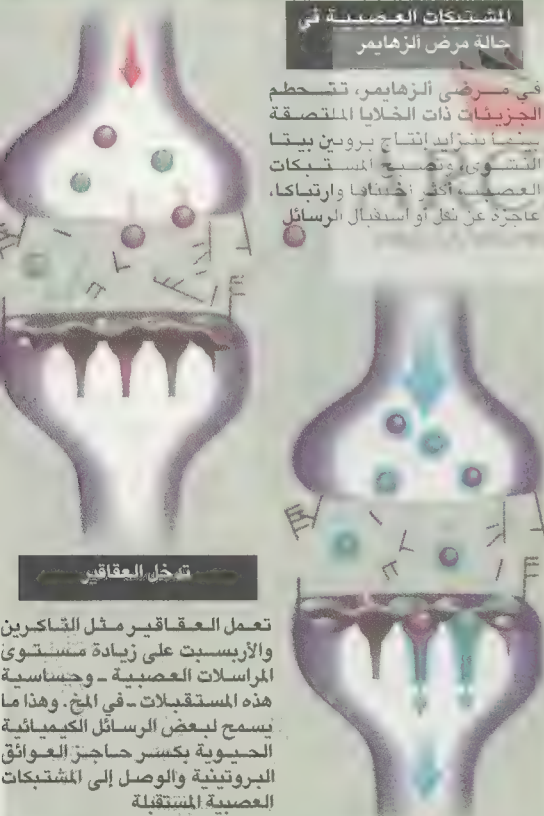 المشتبكات العصبية في
حالة مرض ألزهايمر
في مرضى ألزهايمر، تتحطم
الجزيئات ذات الخلايا الملتصقة
بينما يتزايد إنتاج بروتين بيتا
النشوي، وتصبح المشتبكات
العصبية أكثر اختناقا وارتباكا،
عاجزة عن نقل أو استقبال الرسائل
تدخل العقاقير
تعمل العقاقير مثل التاكرين
والأريسبت على زيادة مستوى
المراسلات العصبية - وحساسية
هذه المستقبلات - في المخ. وهذا ما
يسمح لبعض الرسائل الكيميائية
الحيوية بكسر حاجز العوائق
البروتينية والوصل إلى المشتبكات
العصبية المستقبلة